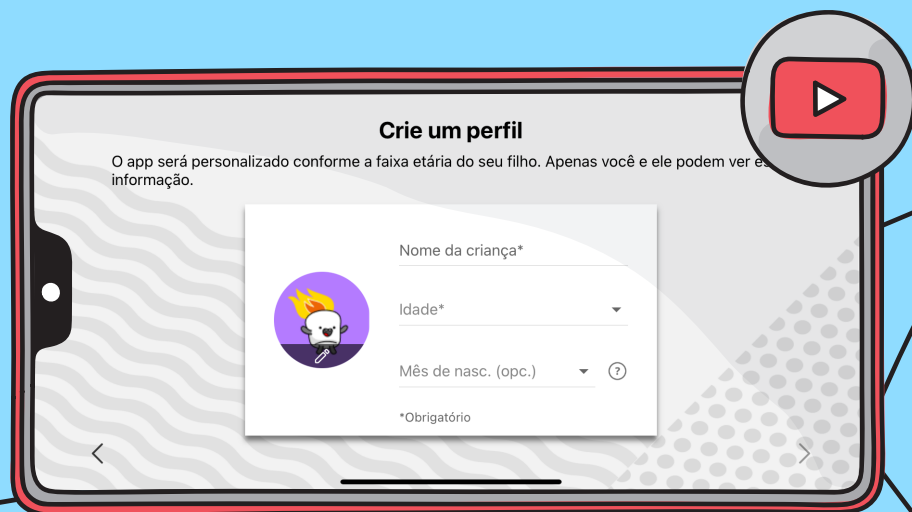 Crie um perfil
O app será personalizado conforme a faixa etária do seu filho. Apenas você e ele podem ver
informação.
Nome da criança*
Idade*
Mês de nasc. (opc.)
?
*Obrigatório